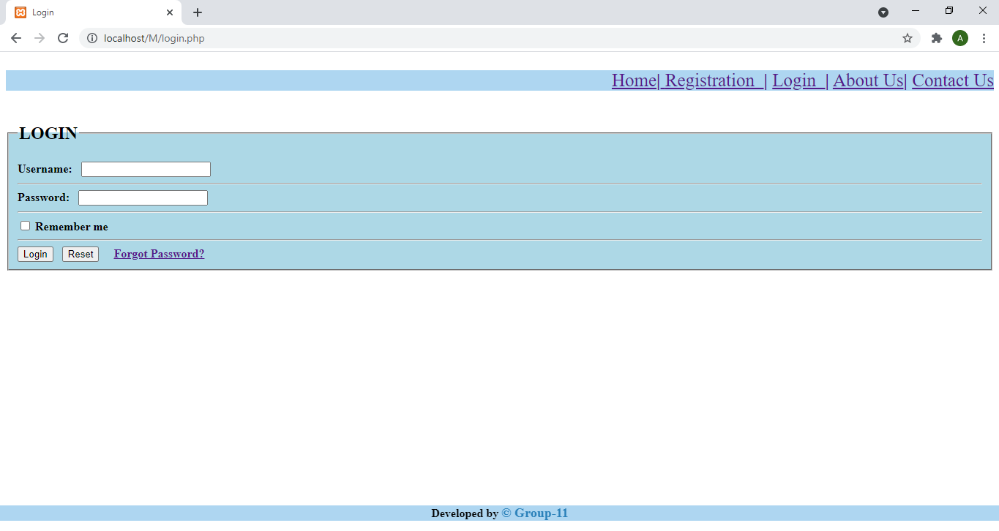 Login
localhost/M/login.php
A
Home| Registration | Login | About Us| Contact Us
LOGIN
Username:
Password:
Remember me
Login Reset Forgot Password?
Developed by © Group-11